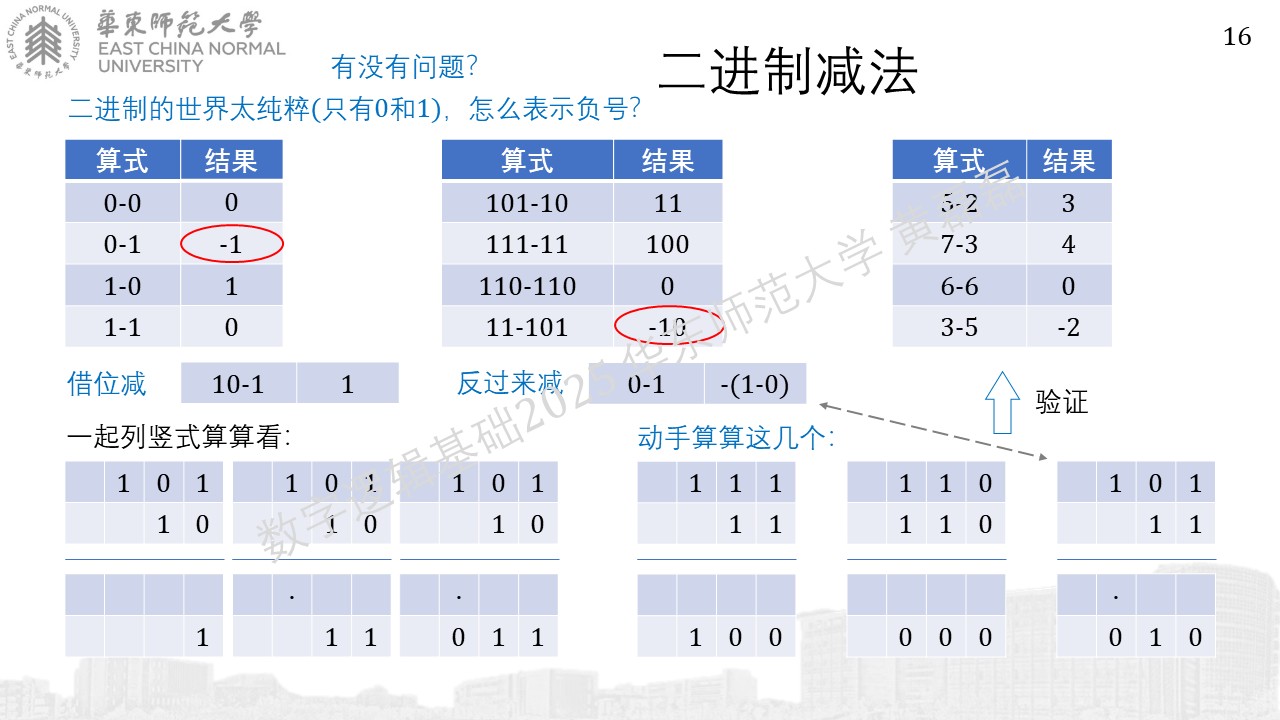 華東師範大學
EAST CHINA NORMAL
UNIVERSITY
EAST CHINA NORMAL UNIVERSITY
華東師範大學
16
二进制减法
有没有问题?
二进制的世界太纯粹(只有0和1)，怎么表示负号?
算式 结果
0-0 0
0-1 -1
1-0 1
1-1 0
算式 结果
101-10 11
111-11 100
110-110 0
11-101 -10
算式 结果
5-2 3
7-3 4
6-6 0
3-5 -2
借位减 10-1 1
反过来减 0-1 -(1-0)
验证
一起列竖式算算看:
1 0 1
1 0
1
1 0 1
1 0
.
1 1
1 0 1
1 0
.
0 1 1
动手算算这几个:
1 1 1
1 1
1 0 0
1 1 0
1 1 0
0 0 0
1 0 1
1 1
.
0 1 0
数字逻辑基础2025 华东师范大学 黄磊磊